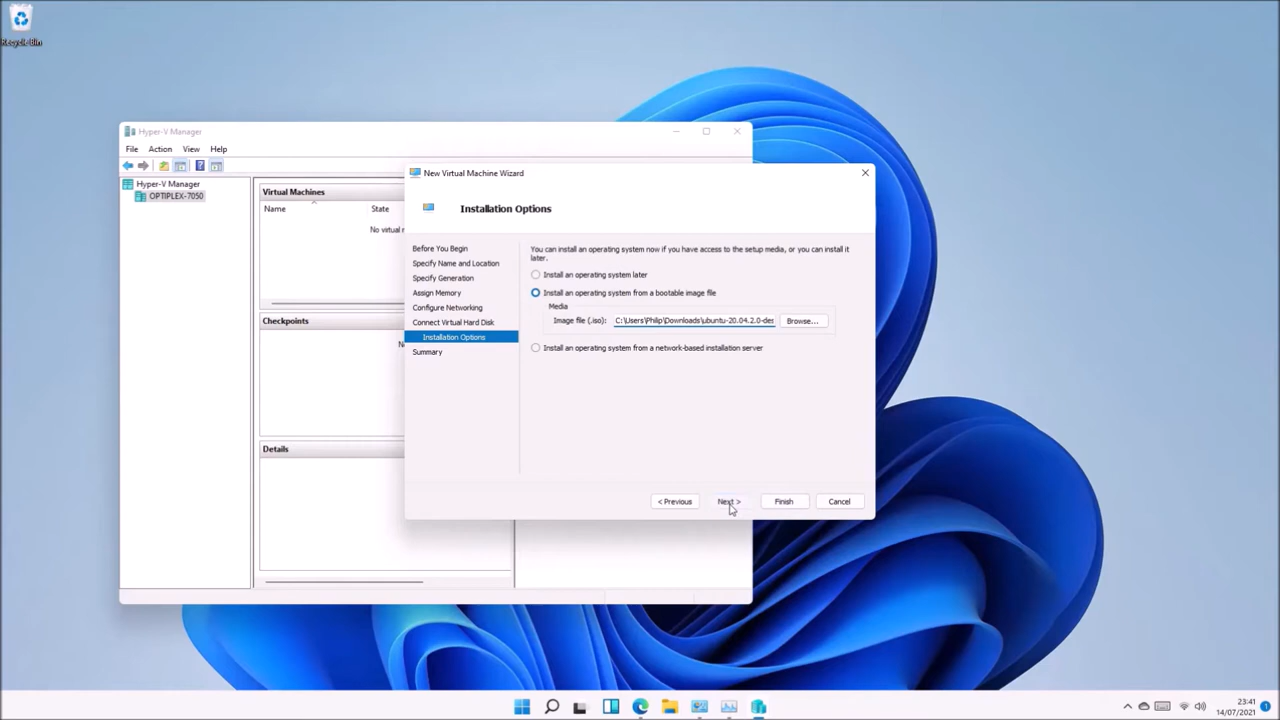 Recycle Bin
Hyper-V Manager
File Action View Help
Hyper-V Manager
OPTIPLEX-7050
Virtual Machines
Name State
No virtual
Checkpoints
Details
New Virtual Machine Wizard
Installation Options
Before You Begin
Specify Name and Location
Specify Generation
Assign Memory
Configure Networking
Connect Virtual Hard Disk
Installation Options
Summary
You can install an operating system now if you have access to the setup media, or you can install it
later.
Install an operating system later
Install an operating system from a bootable image file
Media
Image file (.iso): C:\Users\Philip\Downloads\ubuntu-20.04.2.0-des Browse...
Install an operating system from a network-based installation server
< Previous Next > Finish Cancel
23:41
14/07/2021